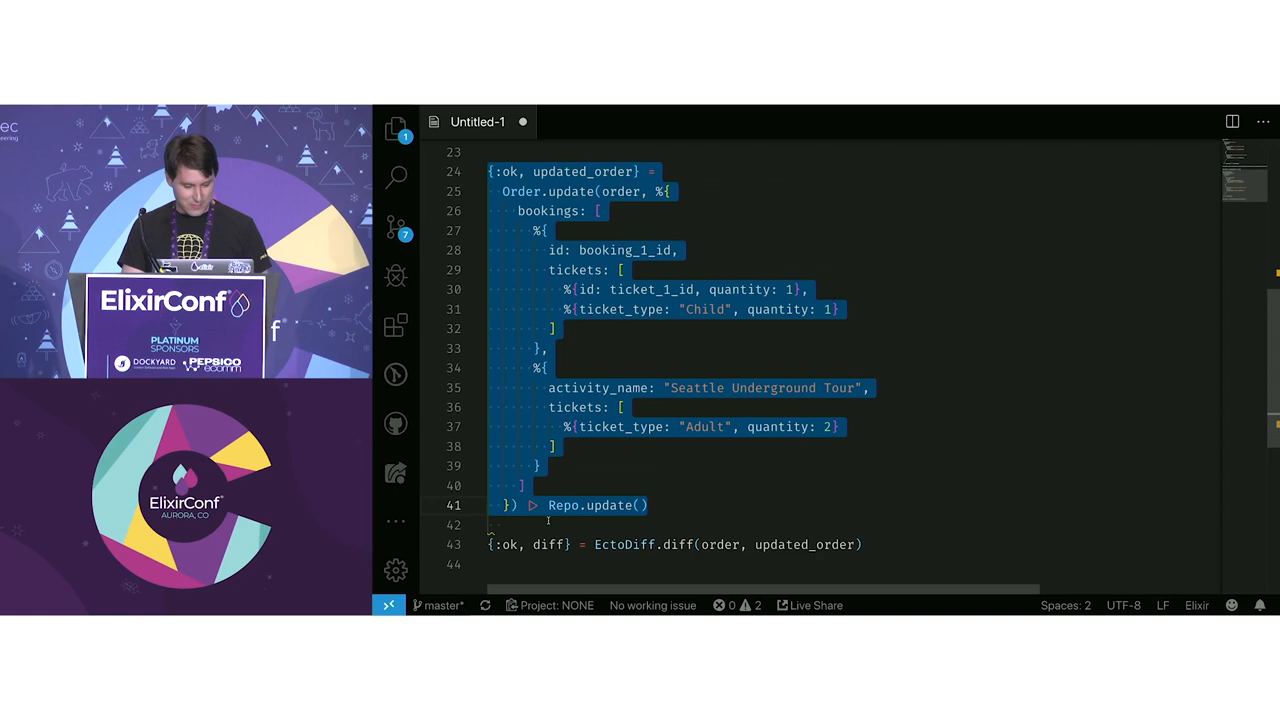 ec
ElixirConf
f
PLATINUM
SPONSORS
DOCKYARD
PEPSICO
ecomm
elixir
ElixirConf
AURORA, CO
1
7
Untitled-1
23
24 {:ok, updated_order} =
25 Order.update(order, %{
26 bookings: [
27 %{
28 id: booking_1_id,
29 tickets: [
30 %{id: ticket_1_id, quantity: 1},
31 %{ticket_type: "Child", quantity: 1}
32 ]
33 },
34 %{
35 activity_name: "Seattle Underground Tour",
36 tickets: [
37 %{ticket_type: "Adult", quantity: 2}
38 ]
39 }
40 ]
41 }) |> Repo.update()
42
43 {:ok, diff} = EctoDiff.diff(order, updated_order)
44
master* Project: NONE No working issue 0 2 Live Share Spaces: 2 UTF-8 LF Elixir